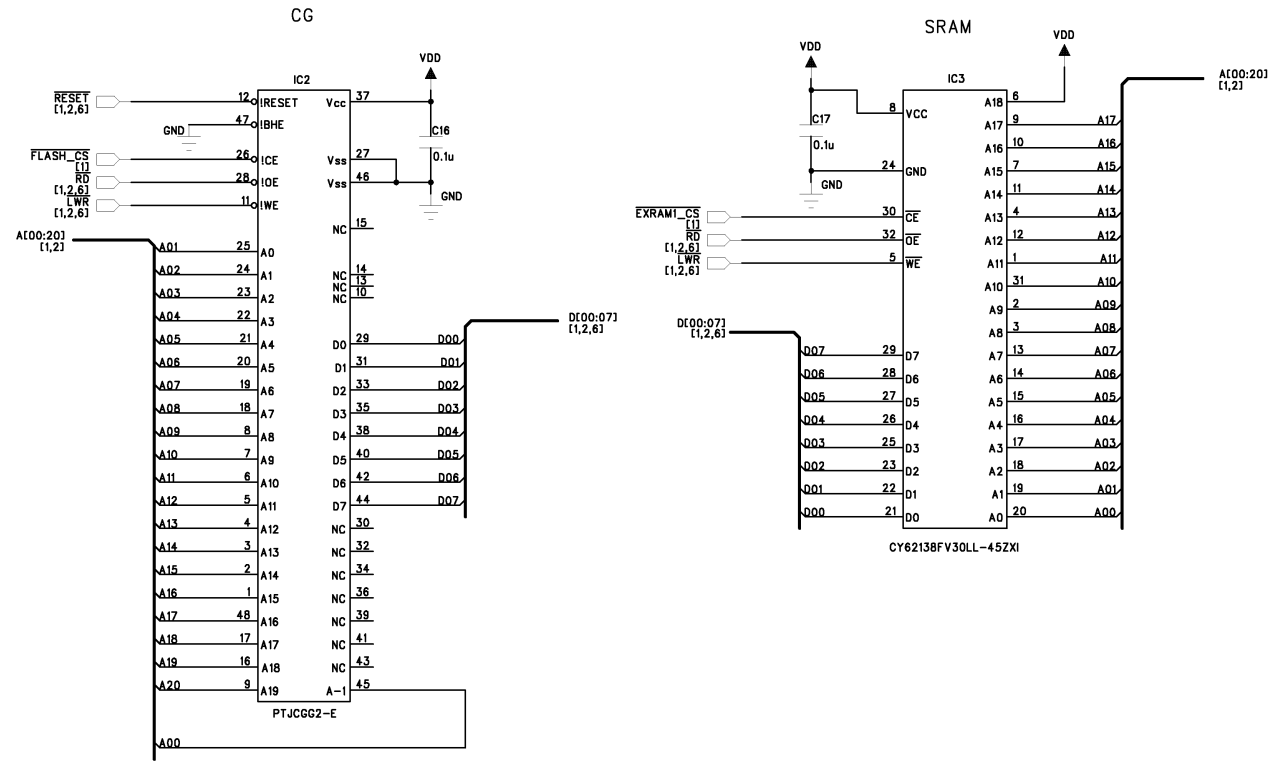 CG
SRAM
VDD
IC2
RESET
[1,2,6]
12 !RESET
GND
47 !BHE
FLASH_CS
[1]
26 !CE
RD
[1,2,6]
28 !OE
LWR
[1,2,6]
11 !WE
A[00:20]
[1,2]
A01 25 A0
A02 24 A1
A03 23 A2
A04 22 A3
A05 21 A4
A06 20 A5
A07 19 A6
A08 18 A7
A09 8 A8
A10 7 A9
A11 6 A10
A12 5 A11
A13 4 A12
A14 3 A13
A15 2 A14
A16 1 A15
A17 48 A16
A18 17 A17
A19 16 A18
A20 9 A19
A00
Vcc 37
C16
0.1u
Vss 27
Vss 46
GND
NC 15
NC 14
NC 13
NC 10
D[00:07]
[1,2,6]
D0 29 D00
D1 31 D01
D2 33 D02
D3 35 D03
D4 38 D04
D5 40 D05
D6 42 D06
D7 44 D07
NC 30
NC 32
NC 34
NC 36
NC 39
NC 41
NC 43
A-1 45
PTJCGG2-E
VDD
VDD
IC3
8 VCC
C17
0.1u
24 GND
GND
EXRAM1_CS
[1]
30 CE
RD
[1,2,6]
32 OE
LWR
[1,2,6]
5 WE
D[00:07]
[1,2,6]
D07 29 D7
D06 28 D6
D05 27 D5
D04 26 D4
D03 25 D3
D02 23 D2
D01 22 D1
D00 21 D0
A[00:20]
[1,2]
A18 6
A17 9 A17
A16 10 A16
A15 7 A15
A14 11 A14
A13 4 A13
A12 12 A12
A11 1 A11
A10 31 A10
A9 2 A09
A8 3 A08
A7 13 A07
A6 14 A06
A5 15 A05
A4 16 A04
A3 17 A03
A2 18 A02
A1 19 A01
A0 20 A00
CY62138FV30LL-45ZXI